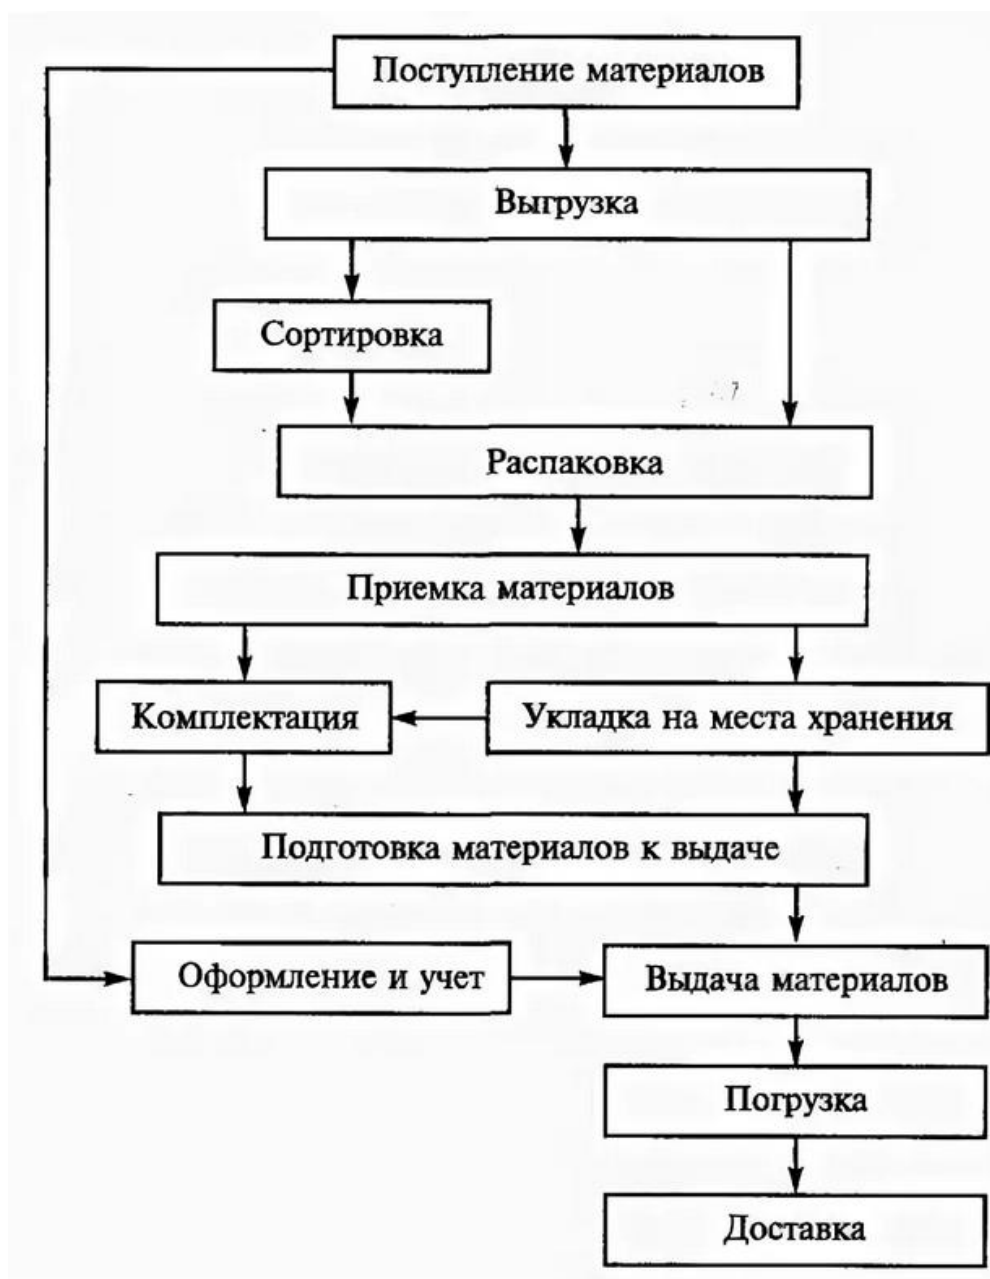 Поступление материалов
Выгрузка
Сортировка
Распаковка
Приемка материалов
Комплектация
Укладка на места хранения
Подготовка материалов к выдаче
Оформление и учет
Выдача материалов
Погрузка
Доставка